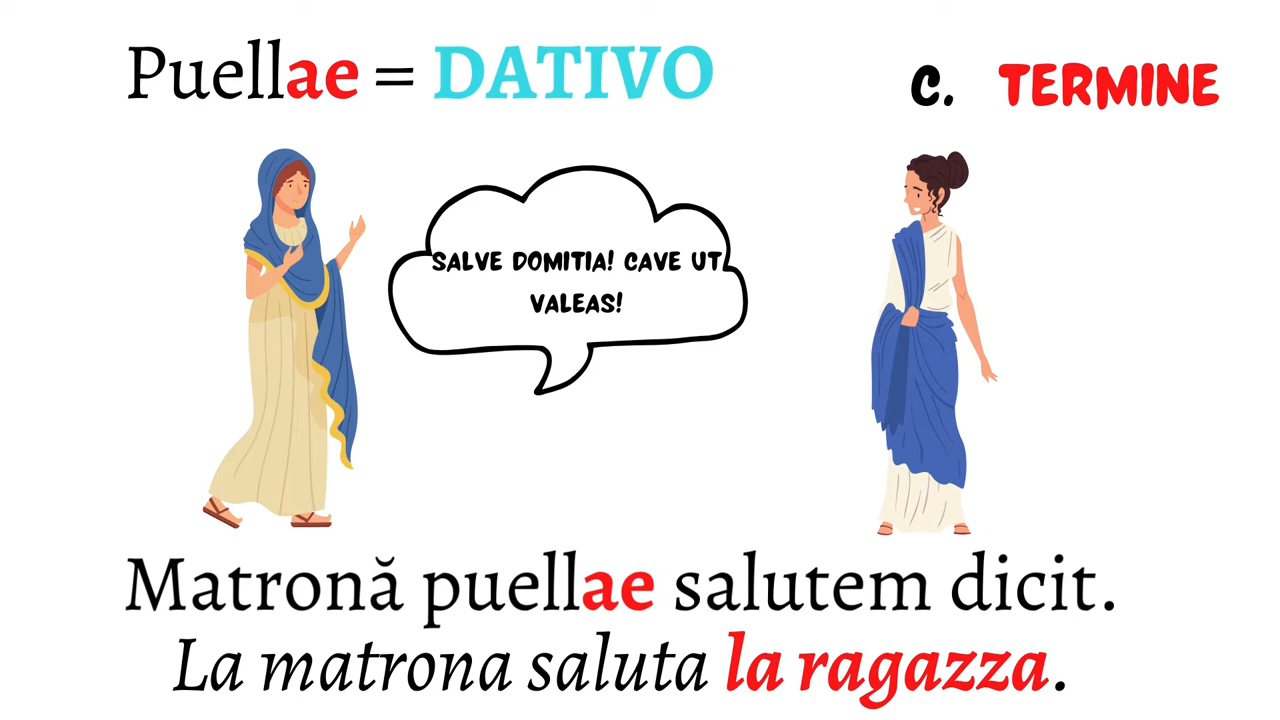 Puellae = DATIVO
C. TERMINE
SALVE DOMITIA! CAVE UT
VALEAS!
Matronă puellae salutem dicit.
La matrona saluta la ragazza.